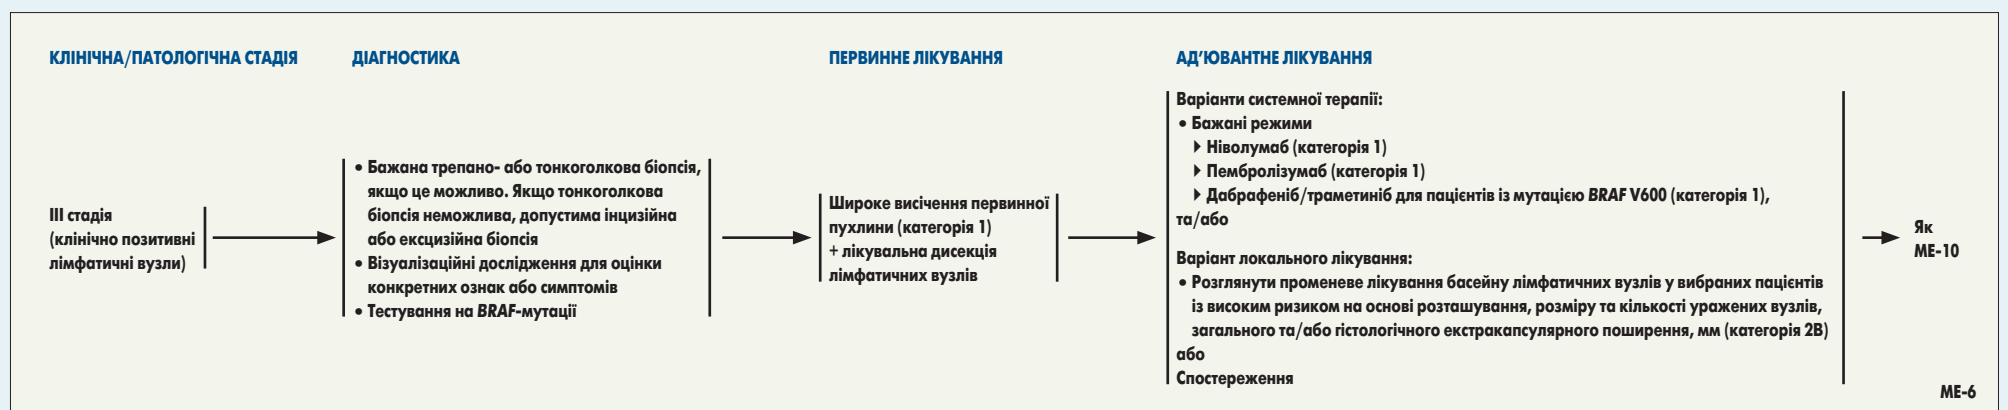 КЛІНІЧНА/ПАТОЛОГІЧНА СТАДІЯ
ДІАГНОСТИКА
ПЕРВИННЕ ЛІКУВАННЯ
АД’ЮВАНТНЕ ЛІКУВАННЯ
III стадія
(клінічно позитивні
лімфатичні вузли)
• Бажана трепано- або тонкоголкова біопсія,
якщо це можливо. Якщо тонкоголкова
біопсія неможлива, допустима інцизійна
або ексцизійна біопсія
• Візуалізаційні дослідження для оцінки
конкретних ознак або симптомів
• Тестування на BRAF-мутації
Широке висічення первинної
пухлини (категорія 1)
+ лікувальна дисекція
лімфатичних вузлів
Варіанти системної терапії:
• Бажані режими
Ніволумаб (категорія 1)
Пембролізумаб (категорія 1)
Дабрафеніб/траметиніб для пацієнтів із мутацією BRAF V600 (категорія 1),
та/або
Варіант локального лікування:
• Розглянути променеве лікування басейну лімфатичних вузлів у вибраних пацієнтів
із високим ризиком на основі розташування, розміру та кількості уражених вузлів,
загального та/або гістологічного екстракапсулярного поширення, мм (категорія 2В)
або
Спостереження
Як
МЕ-10
МЕ-6